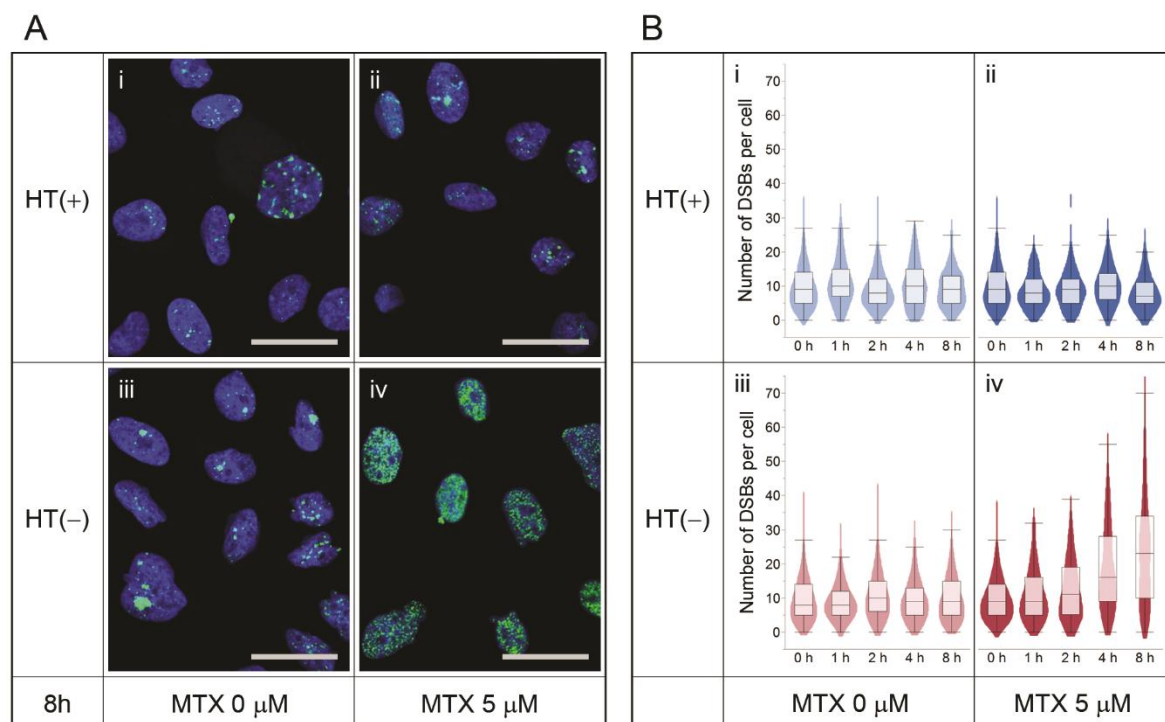 A
HT(+)
i
ii
HT(−)
iii
iv
8h
MTX 0 μM
MTX 5 μM
B
HT(+)
Number of DSBs per cell
i
70
60
50
40
30
20
10
0
0 h 1 h 2 h 4 h 8 h
ii
0 h 1 h 2 h 4 h 8 h
HT(−)
Number of DSBs per cell
iii
70
60
50
40
30
20
10
0
0 h 1 h 2 h 4 h 8 h
iv
0 h 1 h 2 h 4 h 8 h
MTX 0 μM
MTX 5 μM